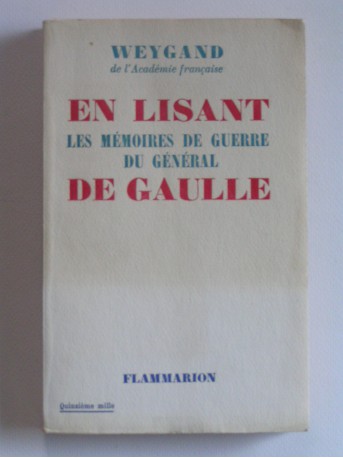 WEYGAND
de l'Académie française
EN LISANT
LES MÉMOIRES DE GUERRE
DU GÉNÉRAL
DE GAULLE
FLAMMARION
Quinzième mille